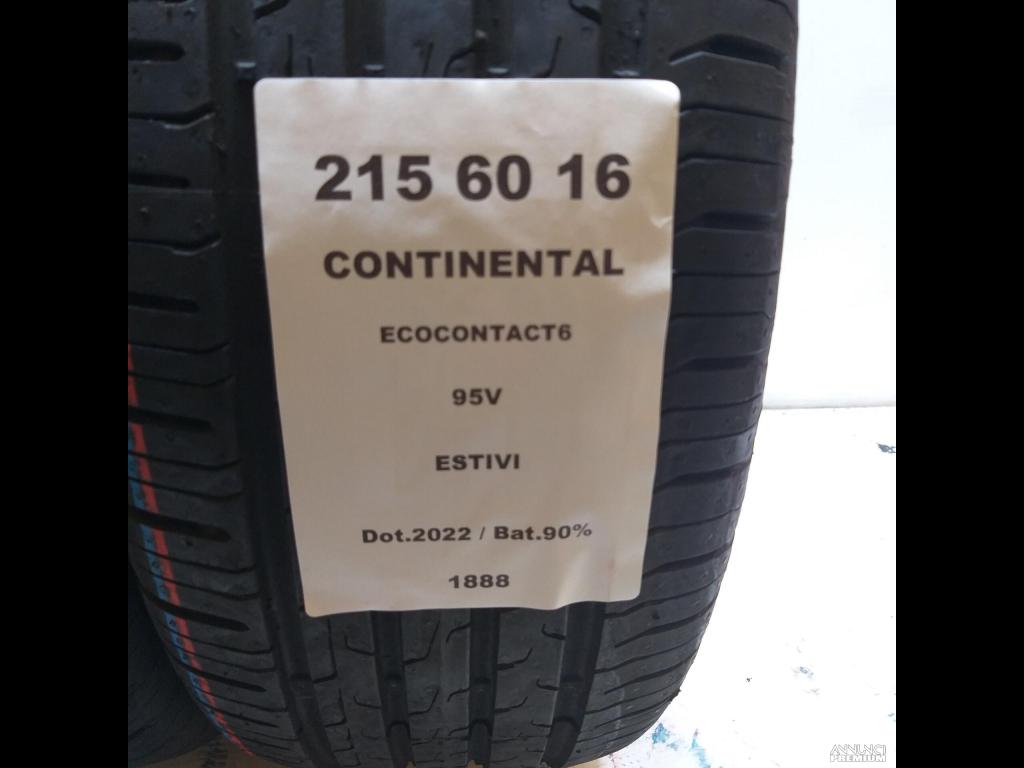 215 60 16
CONTINENTAL
ECOCONTACT6
95V
ESTIVI
Dot.2022 / Bat.90%
1888
ANNUNCI
PREMIUM